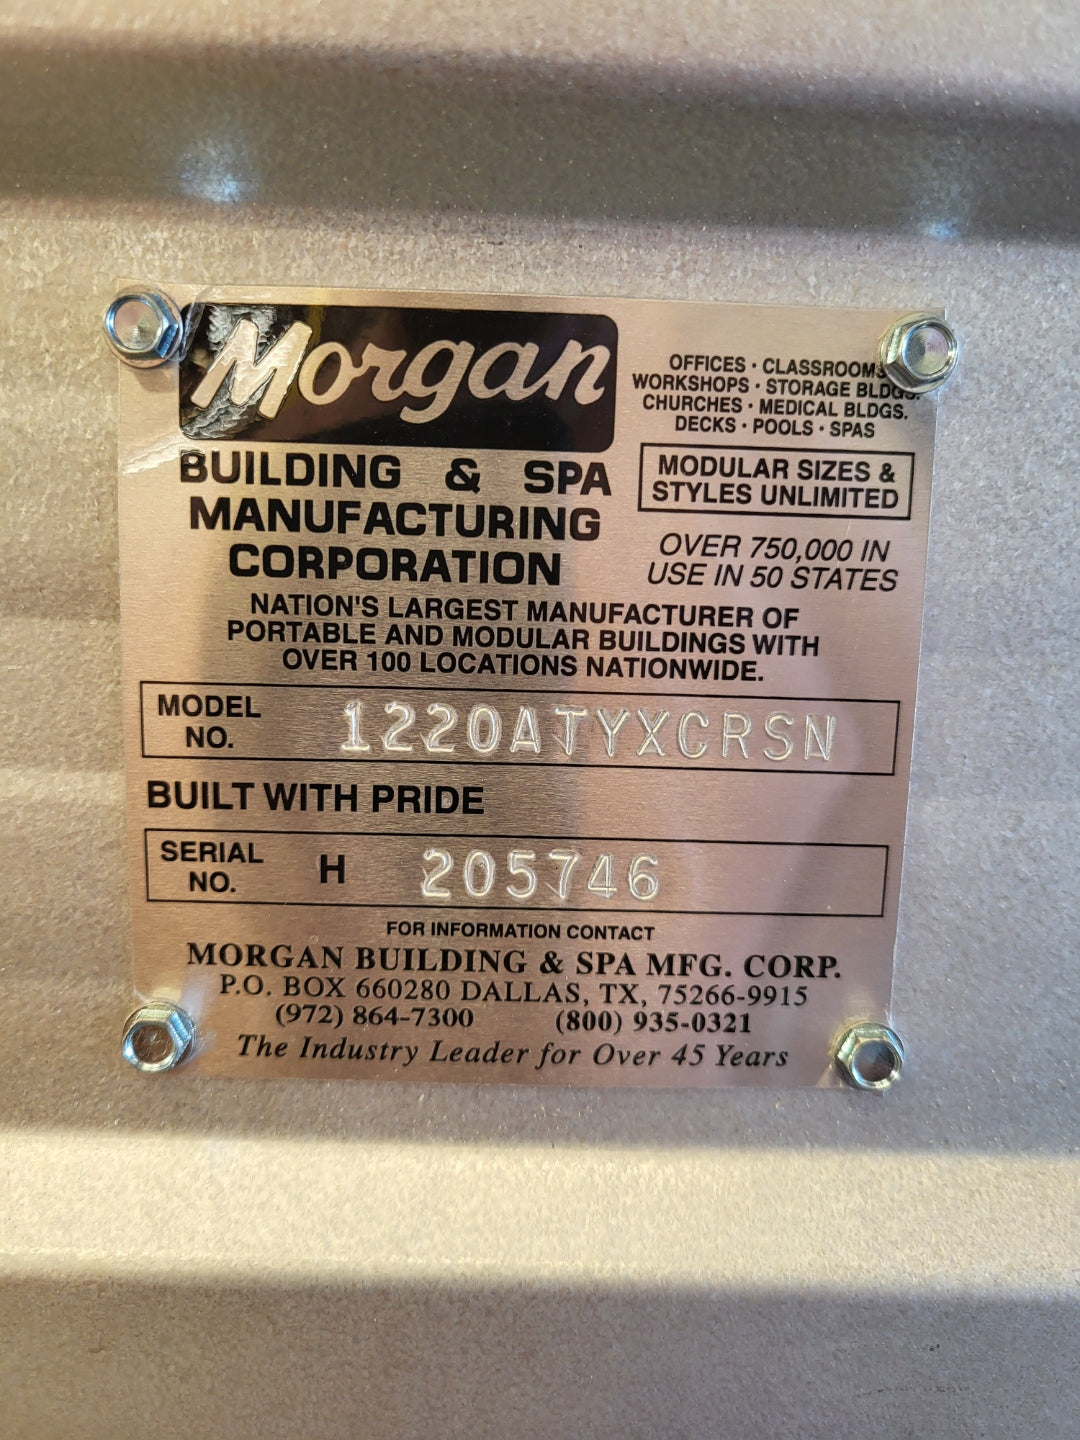 Morgan
BUILDING & SPA
MANUFACTURING
CORPORATION
OFFICES · CLASSROOMS
WORKSHOPS · STORAGE BLDGS.
CHURCHES · MEDICAL BLDGS.
DECKS · POOLS · SPAS
MODULAR SIZES &
STYLES UNLIMITED
OVER 750,000 IN
USE IN 50 STATES
NATION'S LARGEST MANUFACTURER OF
PORTABLE AND MODULAR BUILDINGS WITH
OVER 100 LOCATIONS NATIONWIDE.
MODEL
NO.
1220ATYXCRSN
BUILT WITH PRIDE
SERIAL
NO.
H 205746
FOR INFORMATION CONTACT
MORGAN BUILDING & SPA MFG. CORP.
P.O. BOX 660280 DALLAS, TX, 75266-9915
(972) 864-7300 (800) 935-0321
The Industry Leader for Over 45 Years